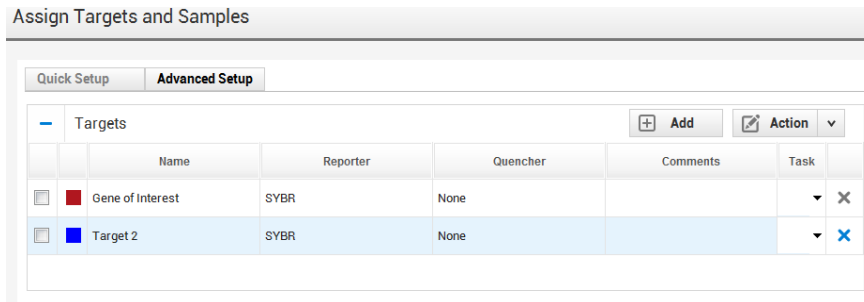 Assign Targets and Samples
Quick Setup Advanced Setup
Targets Add Action
Name Reporter Quencher Comments Task
Gene of Interest SYBR None
Target 2 SYBR None